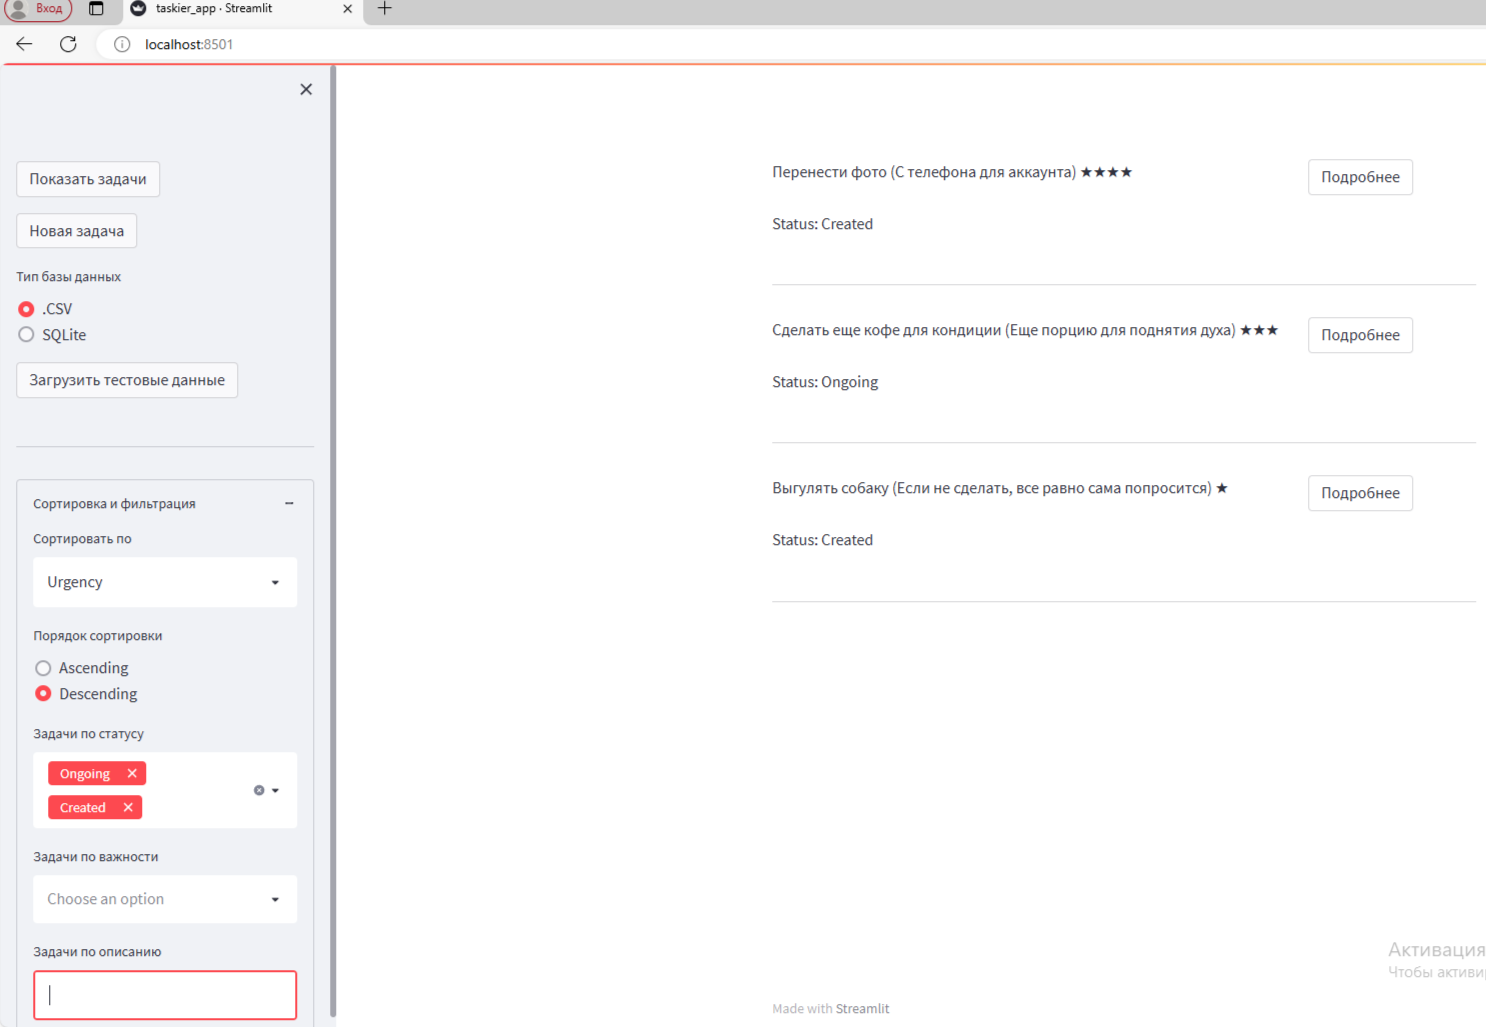 Вход
taskier_app · Streamlit
localhost:8501
Показать задачи
Новая задача
Тип базы данных
.CSV
SQLite
Загрузить тестовые данные
Сортировка и фильтрация
Сортировать по
Urgency
Порядок сортировки
Ascending
Descending
Задачи по статусу
Ongoing
Created
Задачи по важности
Choose an option
Задачи по описанию
Перенести фото (С телефона для аккаунта) ★★★★
Подробнее
Status: Created
Сделать еще кофе для кондиции (Еще порцию для поднятия духа) ★★★
Подробнее
Status: Ongoing
Выгулять собаку (Если не сделать, все равно сама попросится) ★
Подробнее
Status: Created
Активация
Чтобы активи
Made with Streamlit